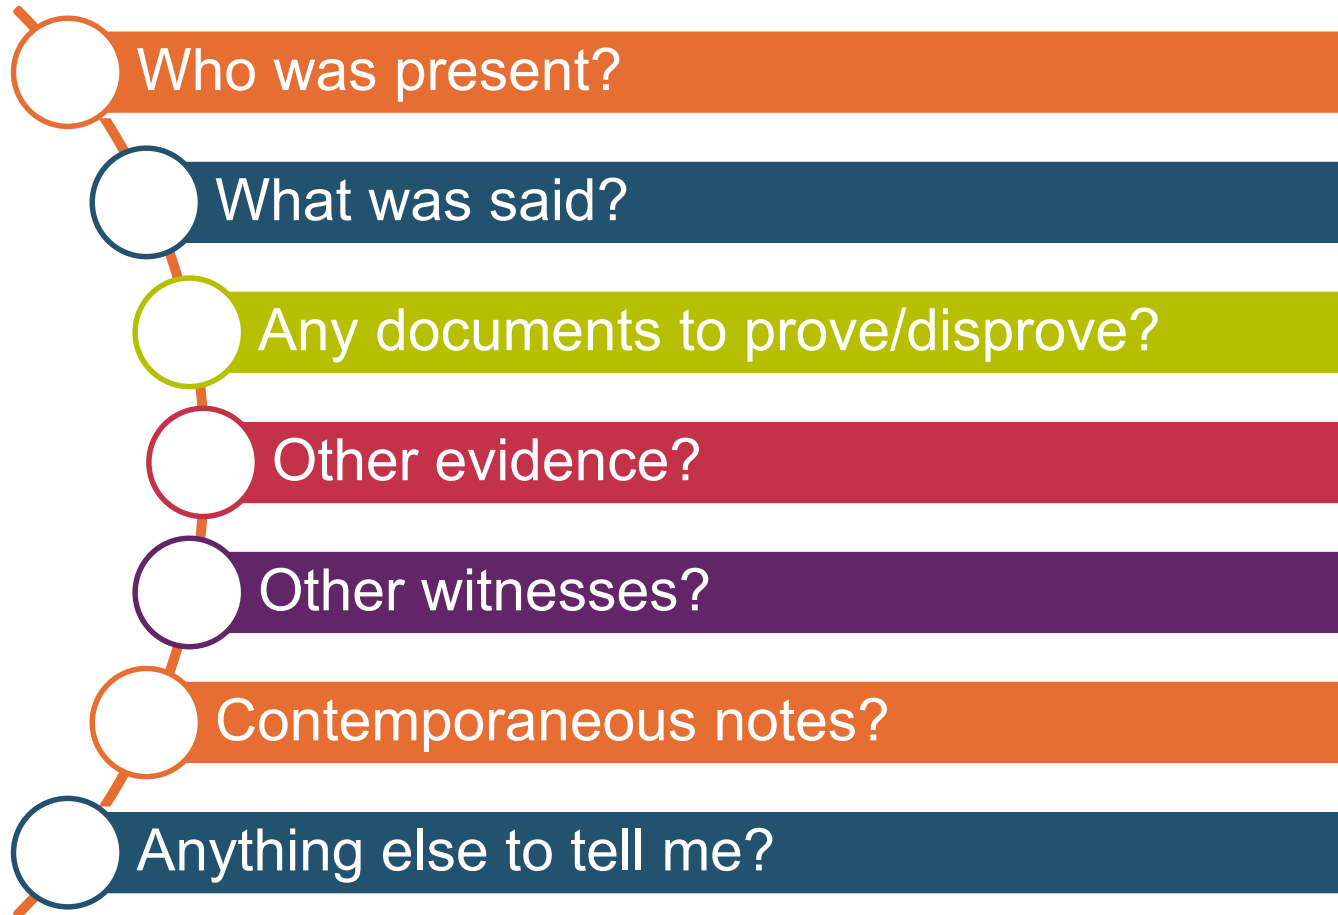 Who was present?
What was said?
Any documents to prove/disprove?
Other evidence?
Other witnesses?
Contemporaneous notes?
Anything else to tell me?